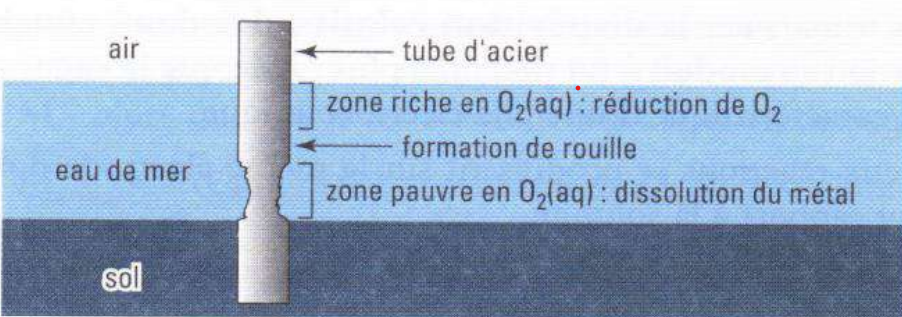 air
tube d'acier
zone riche en O₂(aq) : réduction de O₂
formation de rouille
eau de mer
zone pauvre en O₂(aq) : dissolution du métal
sol